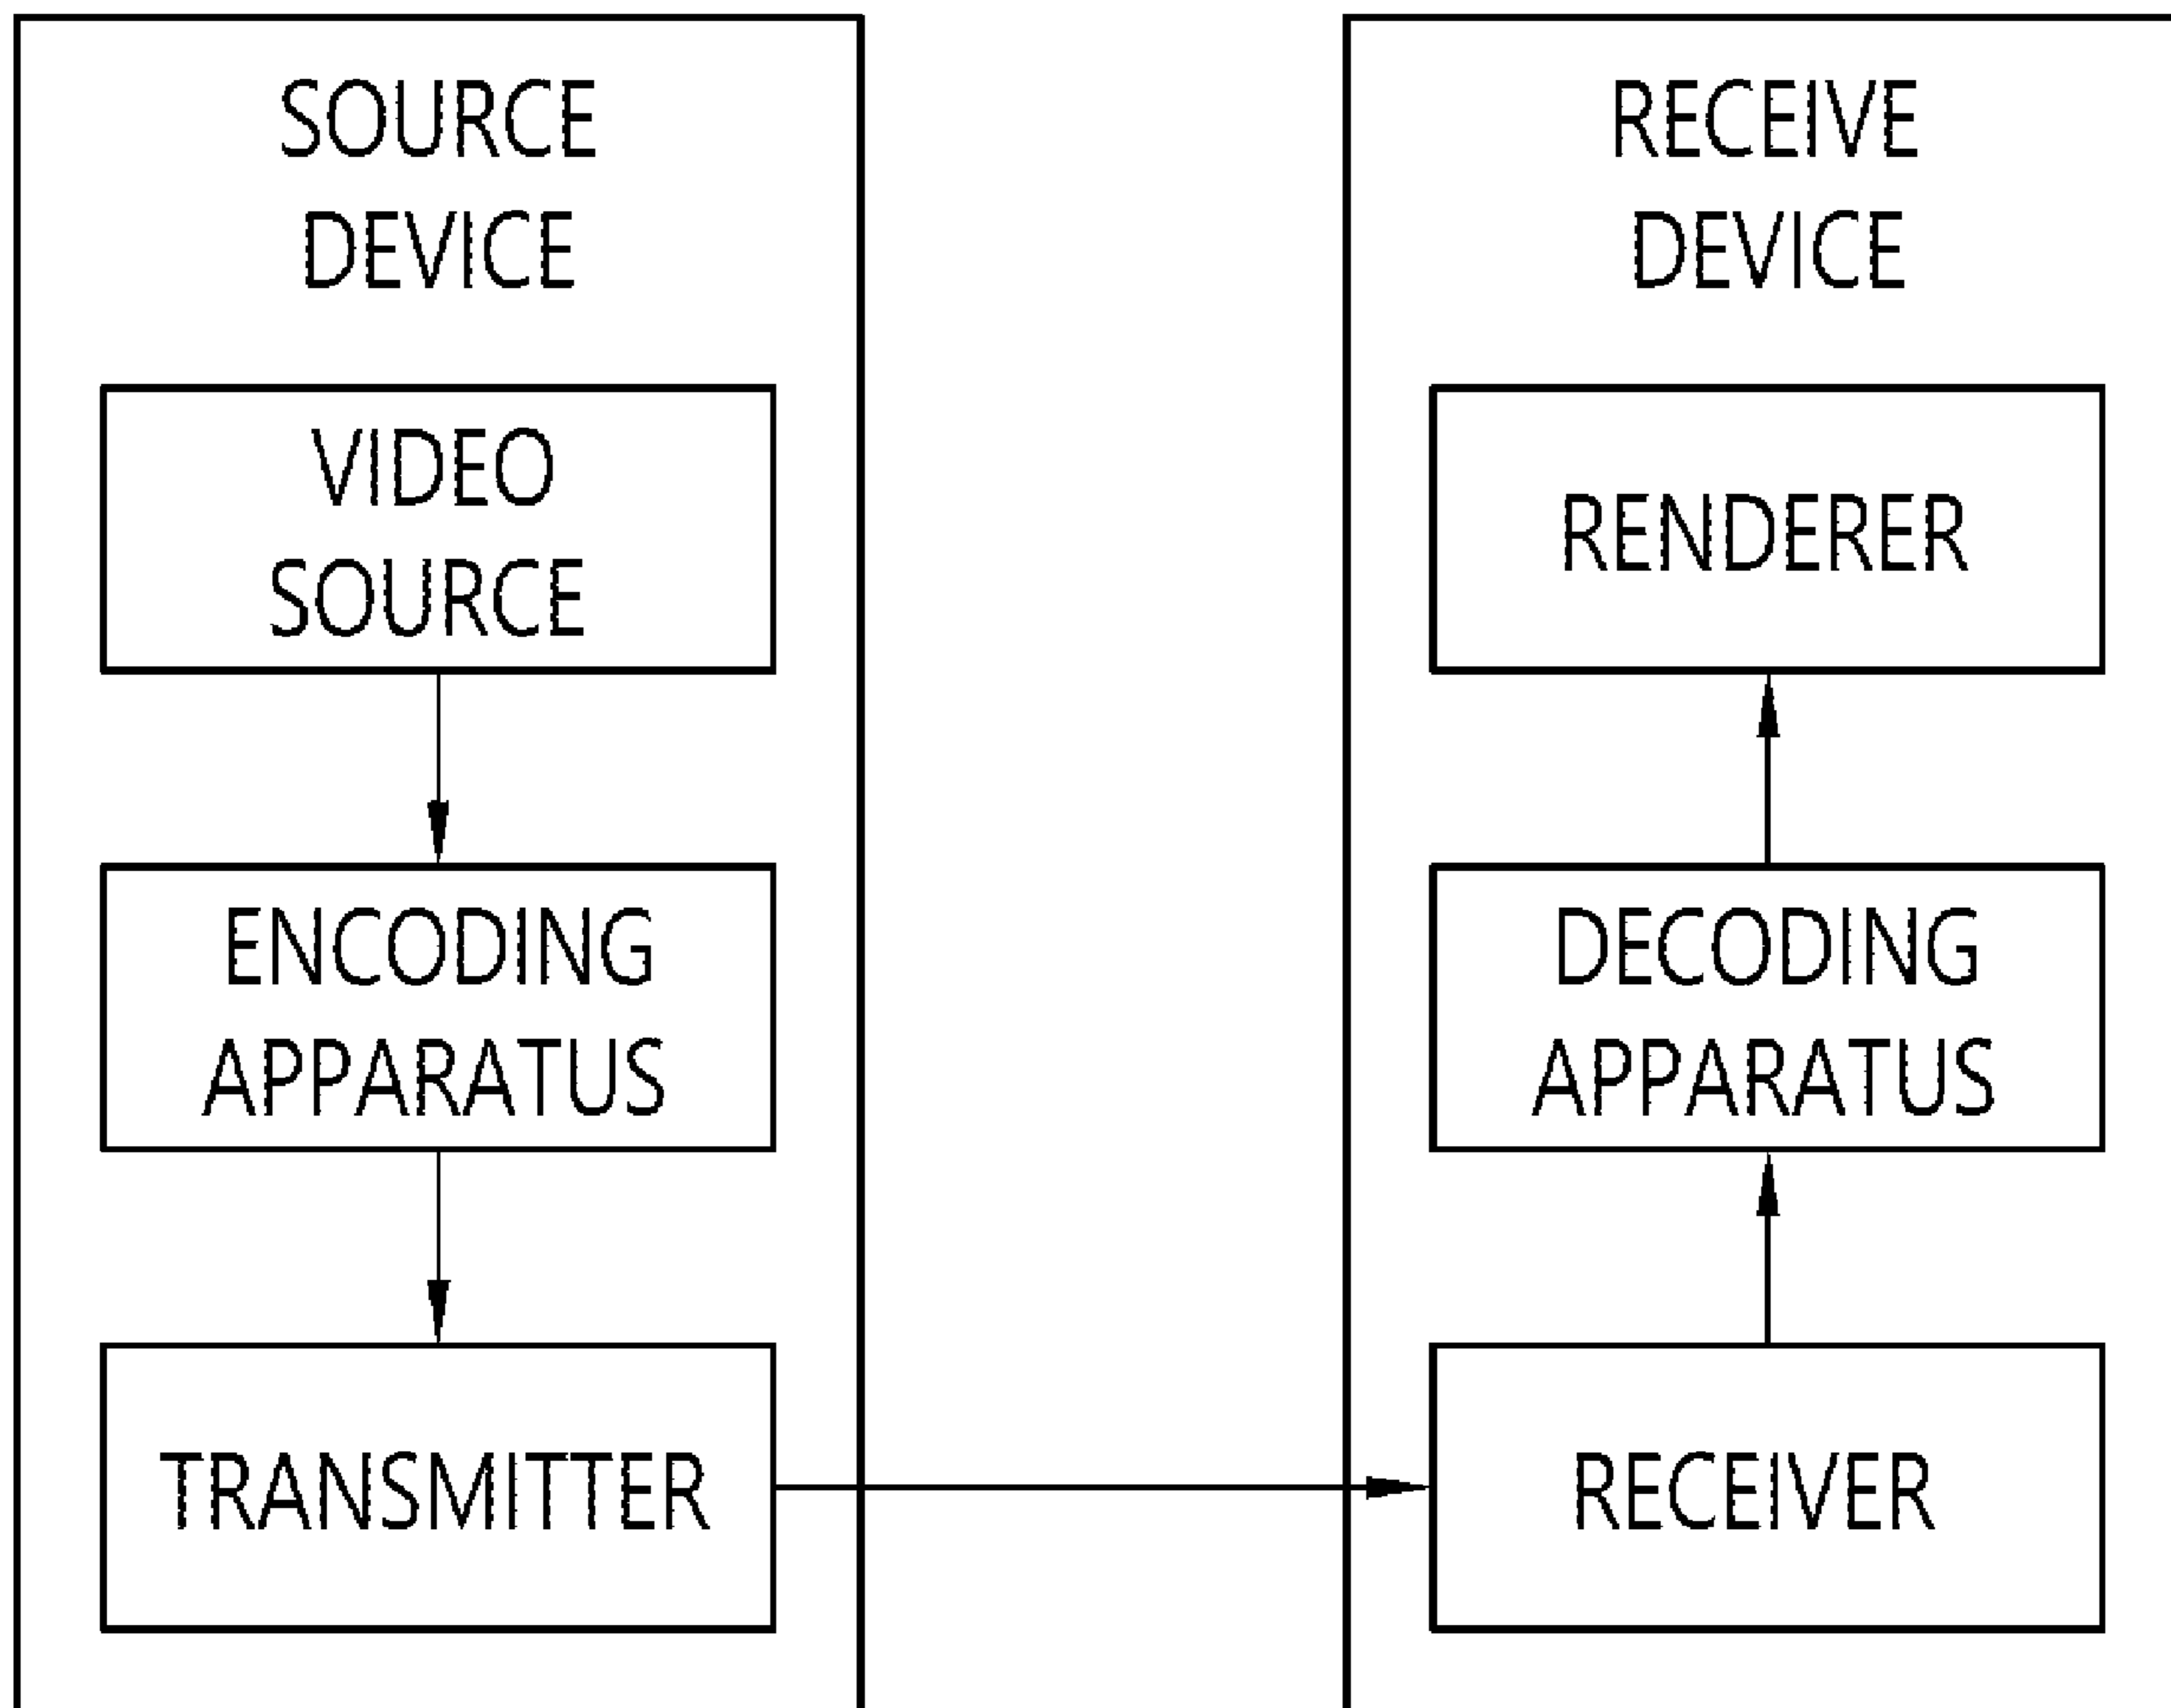 SOURCE
DEVICE
VIDEO
SOURCE
ENCODING
APPARATUS
TRANSMITTER
RECEIVE
DEVICE
RENDERER
DECODING
APPARATUS
RECEIVER